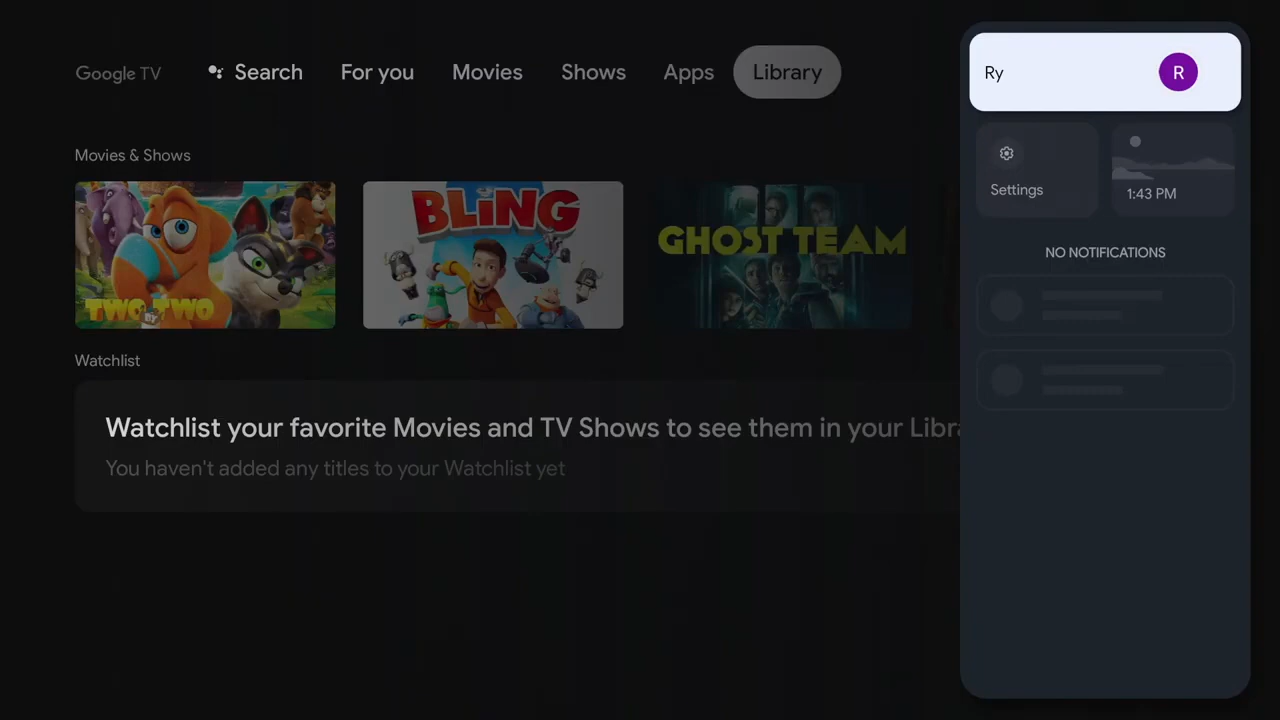 Google TV
Search
For you
Movies
Shows
Apps
Library
Ry
R
Settings
1:43 PM
NO NOTIFICATIONS
Movies & Shows
TWO BY TWO
BLiNG
GHOST TEAM
Watchlist
Watchlist your favorite Movies and TV Shows to see them in your Libra
You haven't added any titles to your Watchlist yet